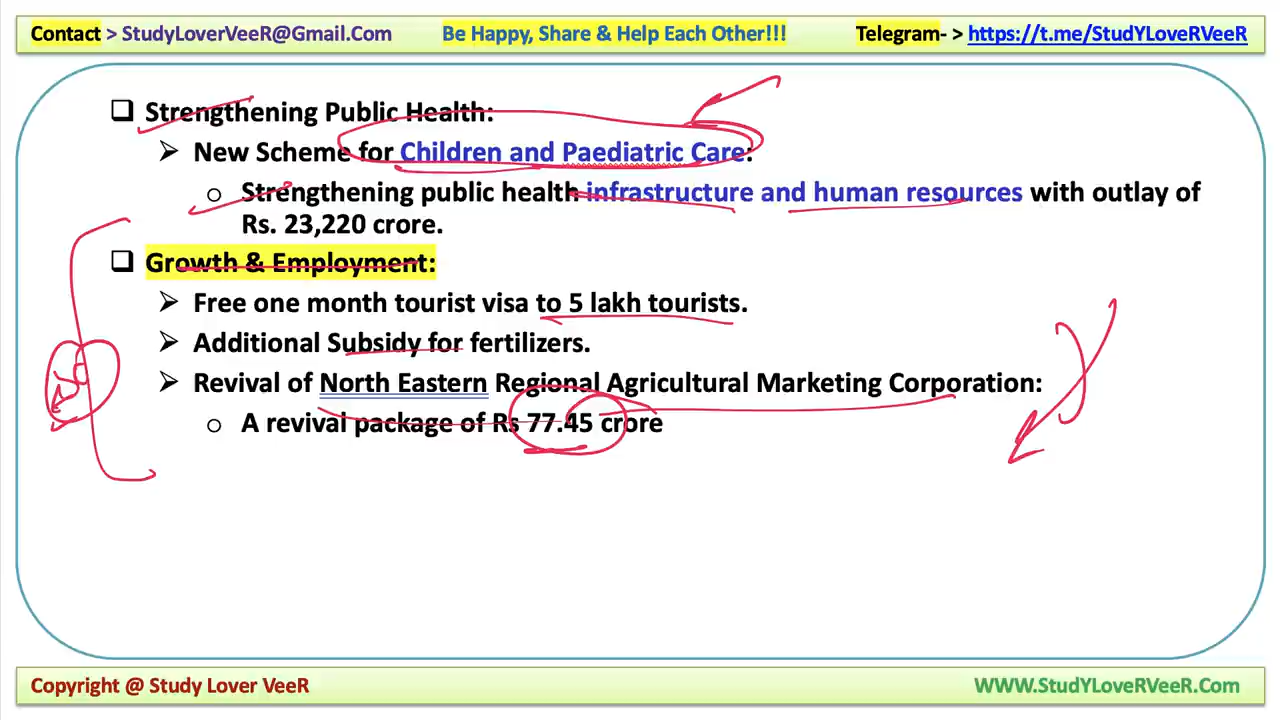 Contact > StudyLoverVeeR@Gmail.Com Be Happy, Share & Help Each Other!!! Telegram- > https://t.me/StudYLoveRVeeR
❑ Strengthening Public Health:
➢ New Scheme for Children and Paediatric Care:
o Strengthening public health infrastructure and human resources with outlay of
Rs. 23,220 crore.
❑ Growth & Employment:
➢ Free one month tourist visa to 5 lakh tourists.
➢ Additional Subsidy for fertilizers.
➢ Revival of North Eastern Regional Agricultural Marketing Corporation:
o A revival package of Rs 77.45 crore
Copyright @ Study Lover VeeR WWW.StudYLoveRVeeR.Com